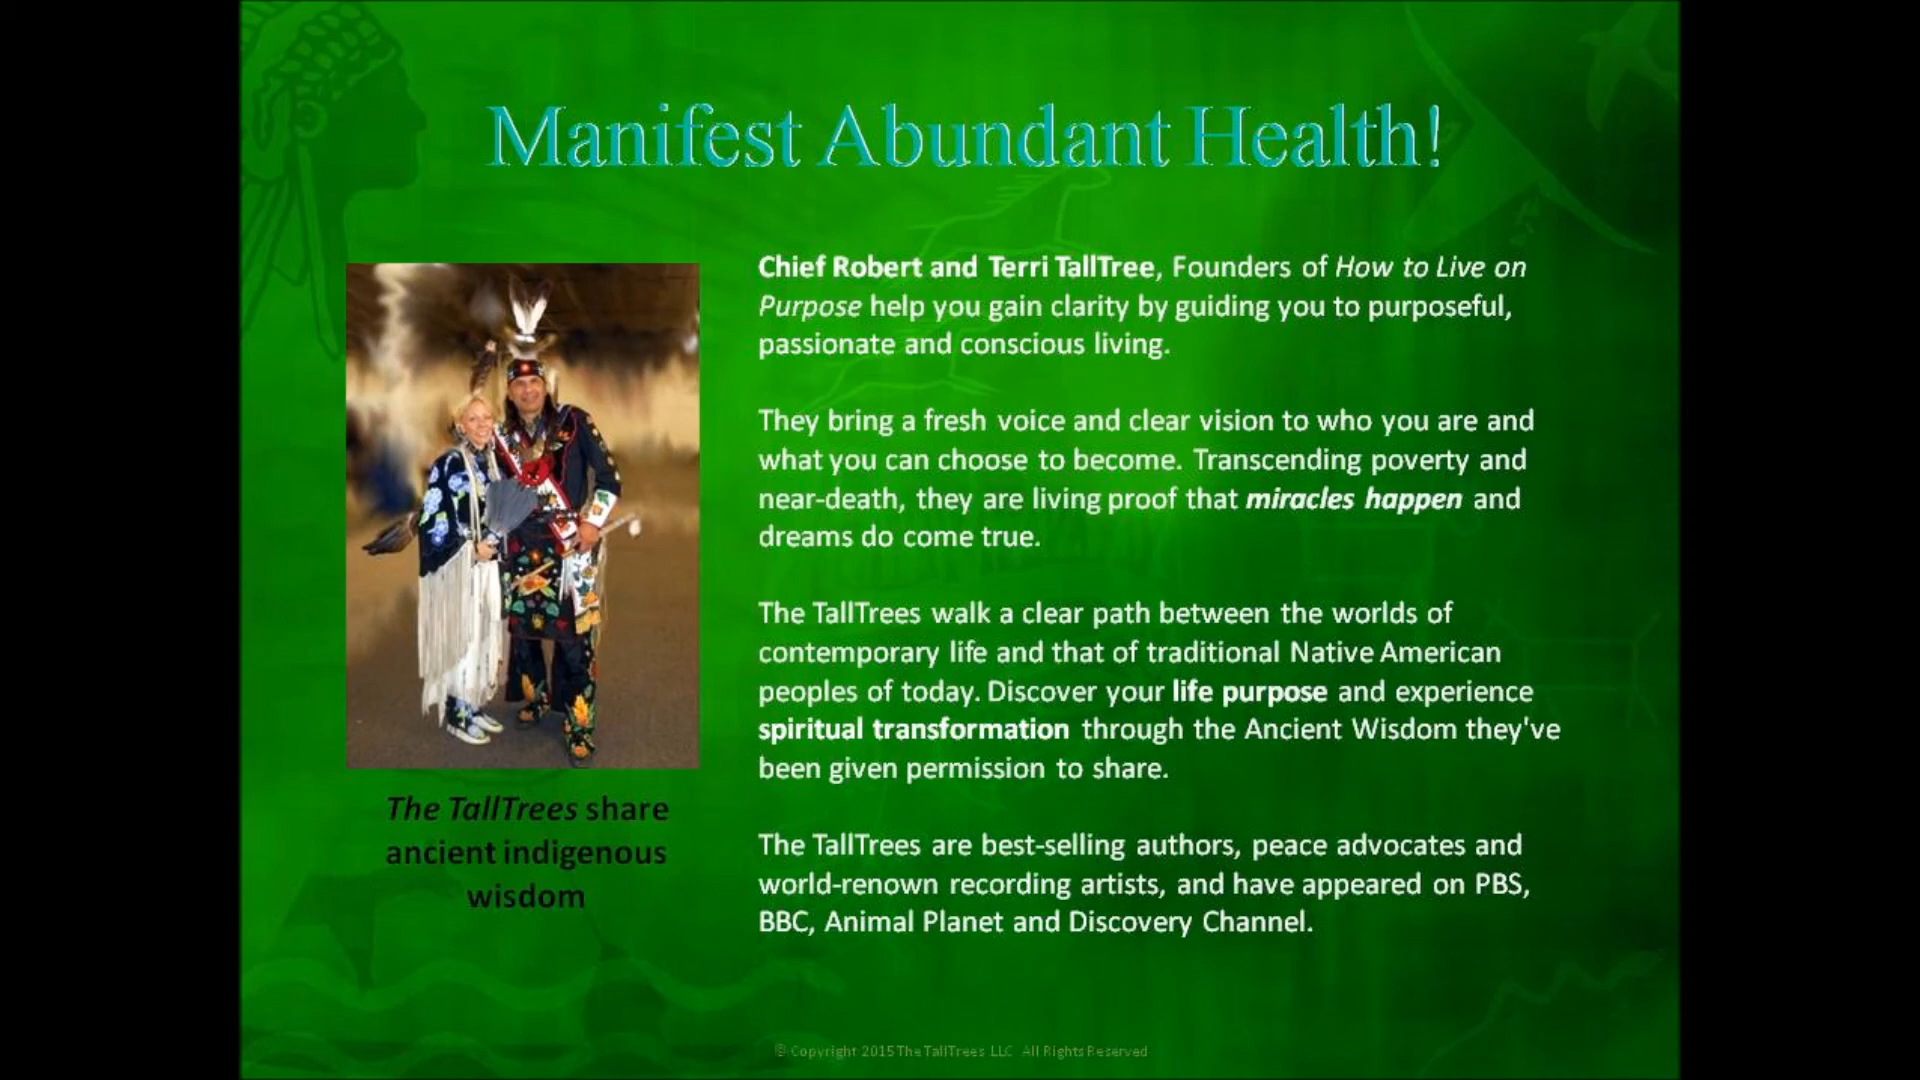 Manifest Abundant Health!
Chief Robert and Terri TallTree, Founders of How to Live on
Purpose help you gain clarity by guiding you to purposeful,
passionate and conscious living.
They bring a fresh voice and clear vision to who you are and
what you can choose to become. Transcending poverty and
near-death, they are living proof that miracles happen and
dreams do come true.
The TallTrees walk a clear path between the worlds of
contemporary life and that of traditional Native American
peoples of today. Discover your life purpose and experience
spiritual transformation through the Ancient Wisdom they've
been given permission to share.
The TallTrees are best-selling authors, peace advocates and
world-renown recording artists, and have appeared on PBS,
BBC, Animal Planet and Discovery Channel.
The TallTrees share
ancient indigenous
wisdom
© Copyright 2015 The TallTrees LLC All Rights Reserved